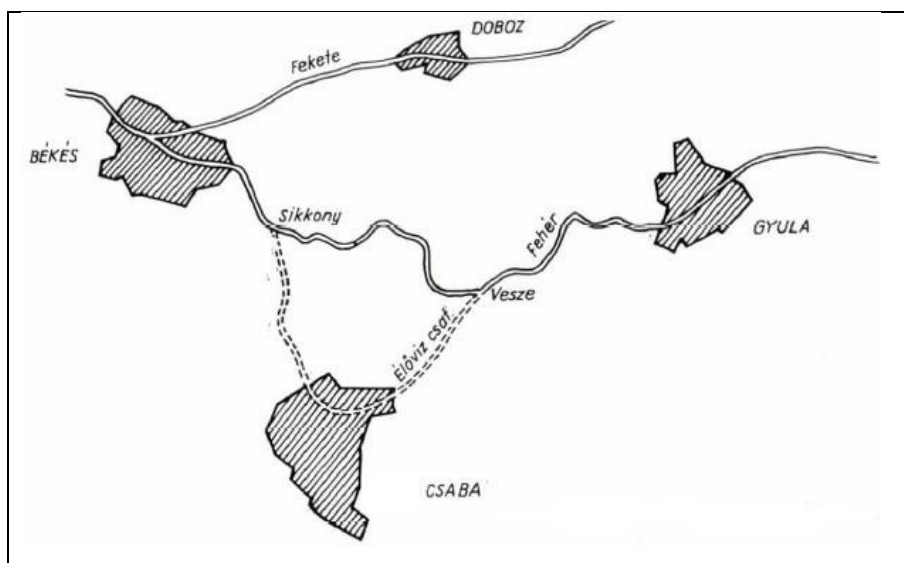 DOBOZ
Fekete
BÉKÉS
Sikkony
Fehér
GYULA
Vesze
Élővíz csat.
CSABA